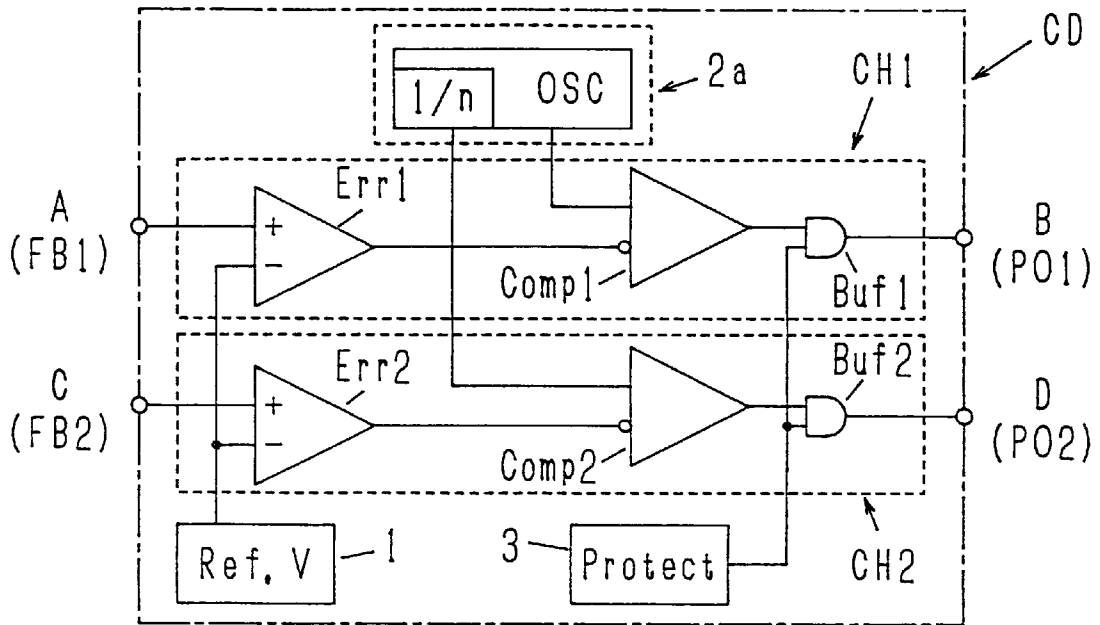 CD
2a
CH1
1/n OSC
Err1
A
(FB1)
+
−
Comp1
Buf1
B
(PO1)
Err2
Buf2
C
(FB2)
+
−
Comp2
D
(PO2)
Ref. V
1
3
Protect
CH2